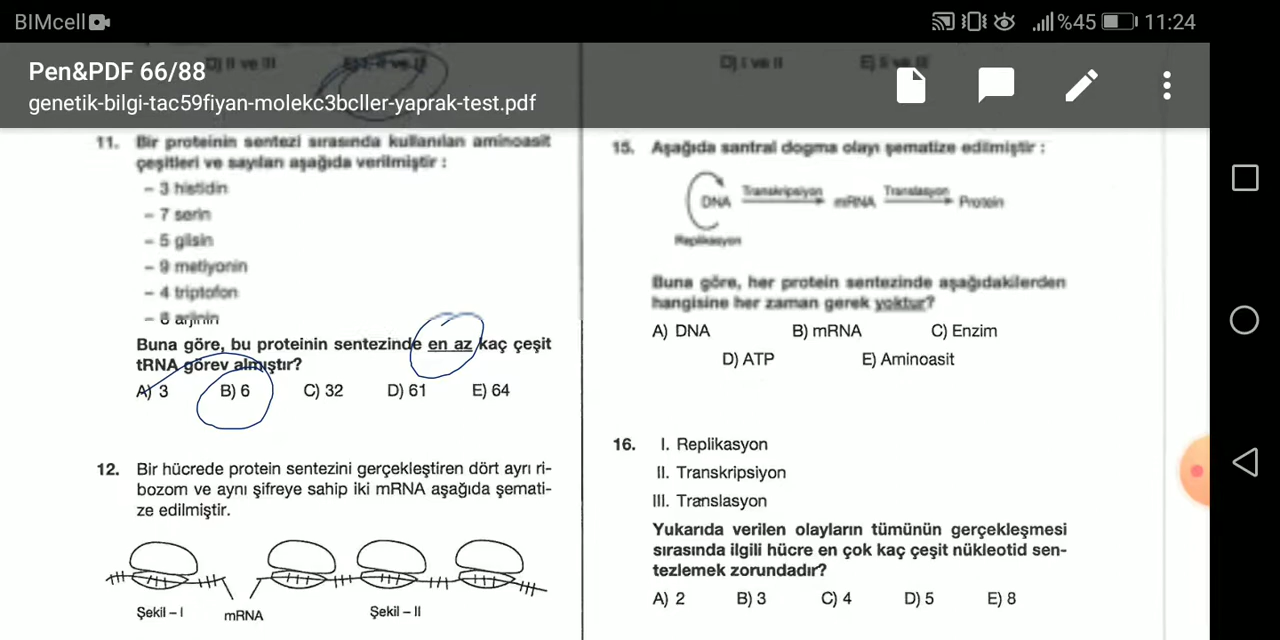 BIMcell
%45 11:24
Pen&PDF 66/88
genetik-bilgi-tac59fiyan-molekc3bcller-yaprak-test.pdf
D) II ve III
D) I ve II
11. Bir proteinin sentezi sırasında kullanılan aminoasit
çeşitleri ve sayıları aşağıda verilmiştir :
– 3 histidin
– 7 serin
– 5 glisin
– 9 metiyonin
– 4 triptofan
– 8 arjinin
Buna göre, bu proteinin sentezinde en az kaç çeşit
tRNA görev almıştır?
A) 3 B) 6 C) 32 D) 61 E) 64
12. Bir hücrede protein sentezini gerçekleştiren dört ayrı ri-
bozom ve aynı şifreye sahip iki mRNA aşağıda şemati-
ze edilmiştir.
Şekil – I mRNA Şekil – II
15. Aşağıda santral dogma olayı şematize edilmiştir :
DNA Transkripsiyon mRNA Translasyon Protein
Replikasyon
Buna göre, her protein sentezinde aşağıdakilerden
hangisine her zaman gerek yoktur?
A) DNA B) mRNA C) Enzim
D) ATP E) Aminoasit
16. I. Replikasyon
II. Transkripsiyon
III. Translasyon
Yukarıda verilen olayların tümünün gerçekleşmesi
sırasında ilgili hücre en çok kaç çeşit nükleotid sen-
tezlemek zorundadır?
A) 2 B) 3 C) 4 D) 5 E) 8